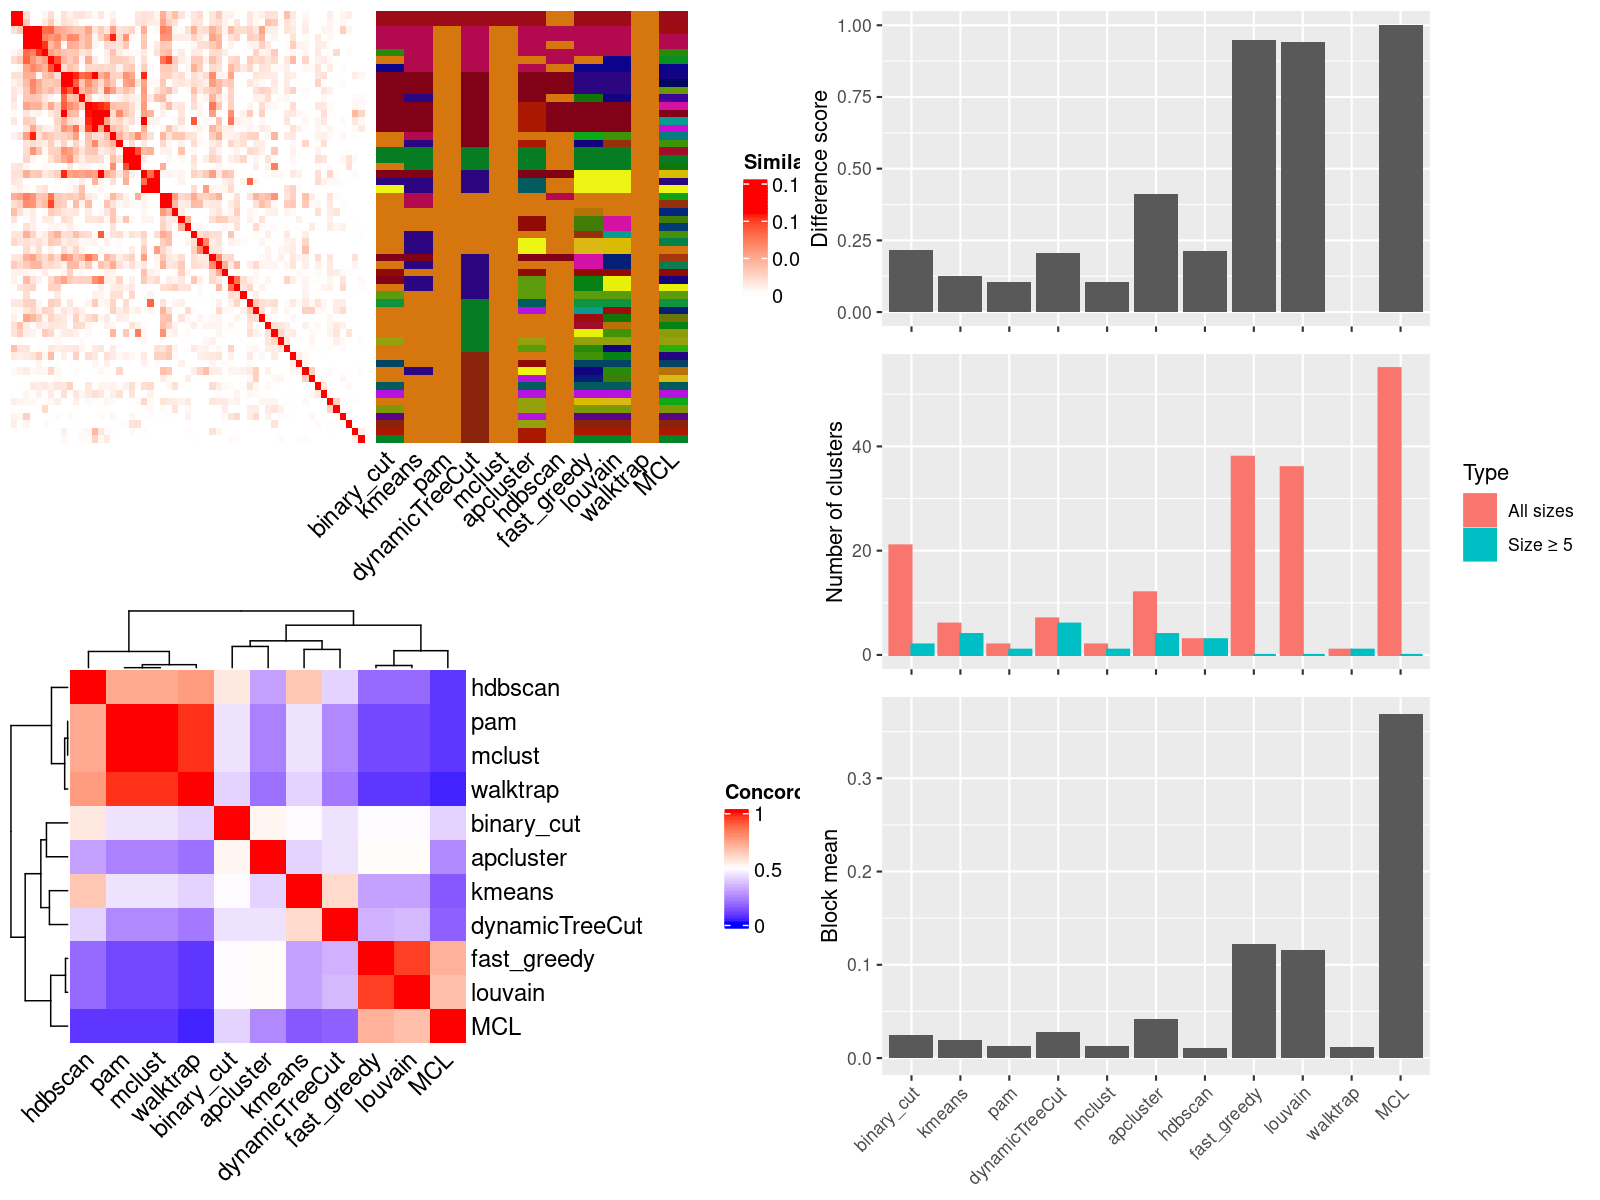 Simila
0.1
0.1
0.0
0
binary_cut
kmeans
pam
dynamicTreeCut
mclust
apcluster
hdbscan
fast_greedy
louvain
walktrap
MCL
Difference score
1.00
0.75
0.50
0.25
0.00
Number of clusters
40
20
0
Type
All sizes
Size ≥ 5
Block mean
0.3
0.2
0.1
0.0
binary_cut
kmeans
pam
dynamicTreeCut
mclust
apcluster
hdbscan
fast_greedy
louvain
walktrap
MCL
hdbscan
pam
mclust
walktrap
binary_cut
apcluster
kmeans
dynamicTreeCut
fast_greedy
louvain
MCL
Concord
1
0.5
0
hdbscan
pam
mclust
walktrap
binary_cut
apcluster
kmeans
dynamicTreeCut
fast_greedy
louvain
MCL